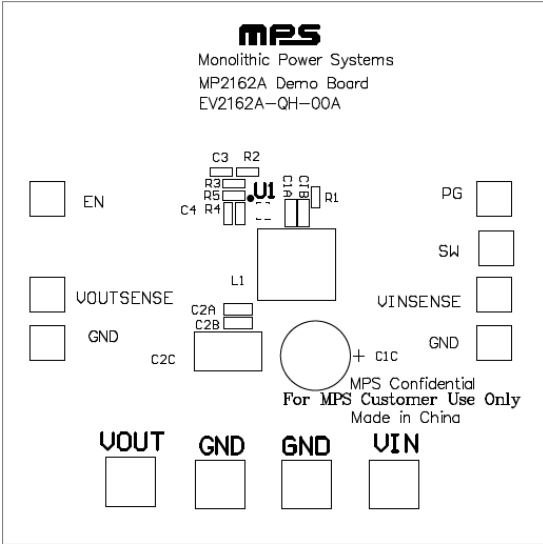 mps
Monolithic Power Systems
MP2162A Demo Board
EV2162A-QH-00A
C3 R2
R3
R5
U1
C4 R4
C1A
C1B
R1
EN
PG
SW
L1
VOUTSENSE
VINSENSE
C2A
C2B
GND
GND
C2C
+ C1C
MPS Confidential
For MPS Customer Use Only
Made in China
VOUT GND GND VIN